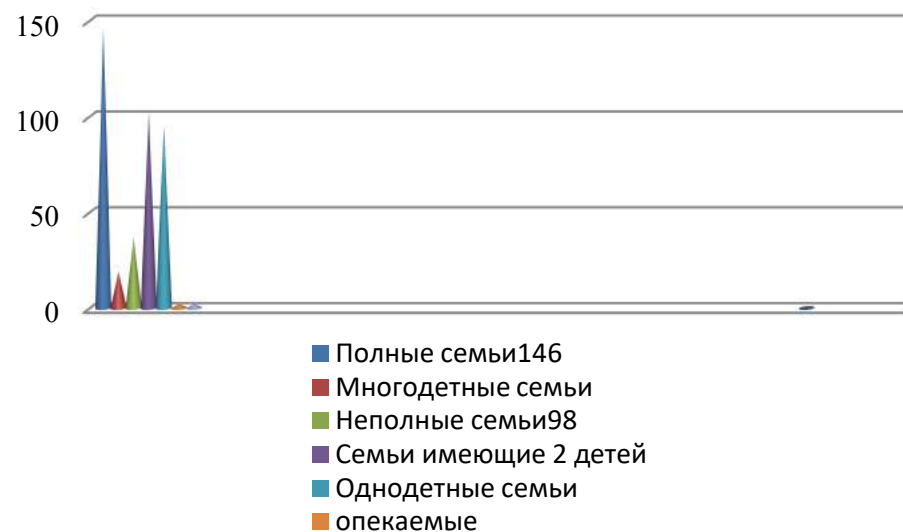 150
100
50
0
Полные семьи146
Многодетные семьи
Неполные семьи98
Семьи имеющие 2 детей
Однодетные семьи
опекаемые